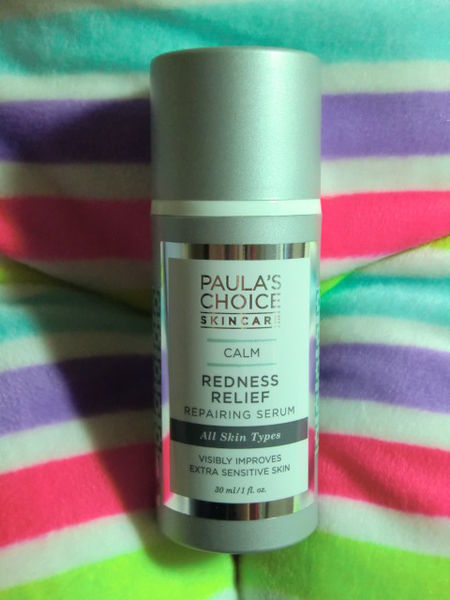 PAULA'S
CHOICE
SKINCARE
CALM
REDNESS
RELIEF
REPAIRING SERUM
All Skin Types
VISIBLY IMPROVES
EXTRA SENSITIVE SKIN
30 ml/1 fl. oz.